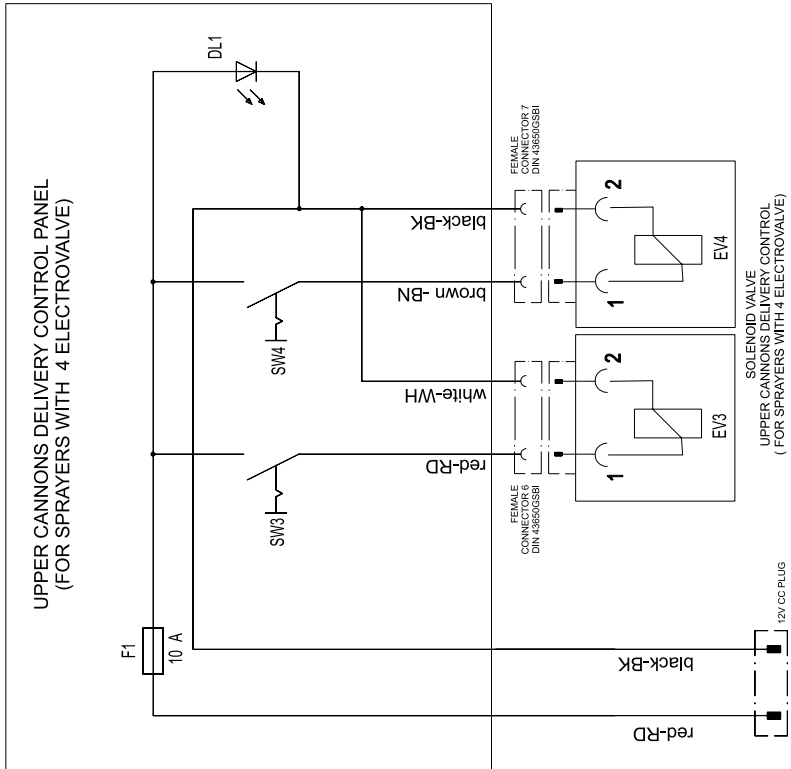 UPPER CANNONS DELIVERY CONTROL PANEL
(FOR SPRAYERS WITH 4 ELECTROVALVE)
DL1
F1
10 A
SW4
SW3
black-BK
brown -BN
white-WH
red-RD
FEMALE
CONNECTOR 7
DIN 43650GSBI
FEMALE
CONNECTOR 6
DIN 43650GSBI
2
1
EV4
2
1
EV3
SOLENOID VALVE
UPPER CANNONS DELIVERY CONTROL
( FOR SPRAYERS WITH 4 ELECTROVALVE)
black-BK
red-RD
12V CC PLUG